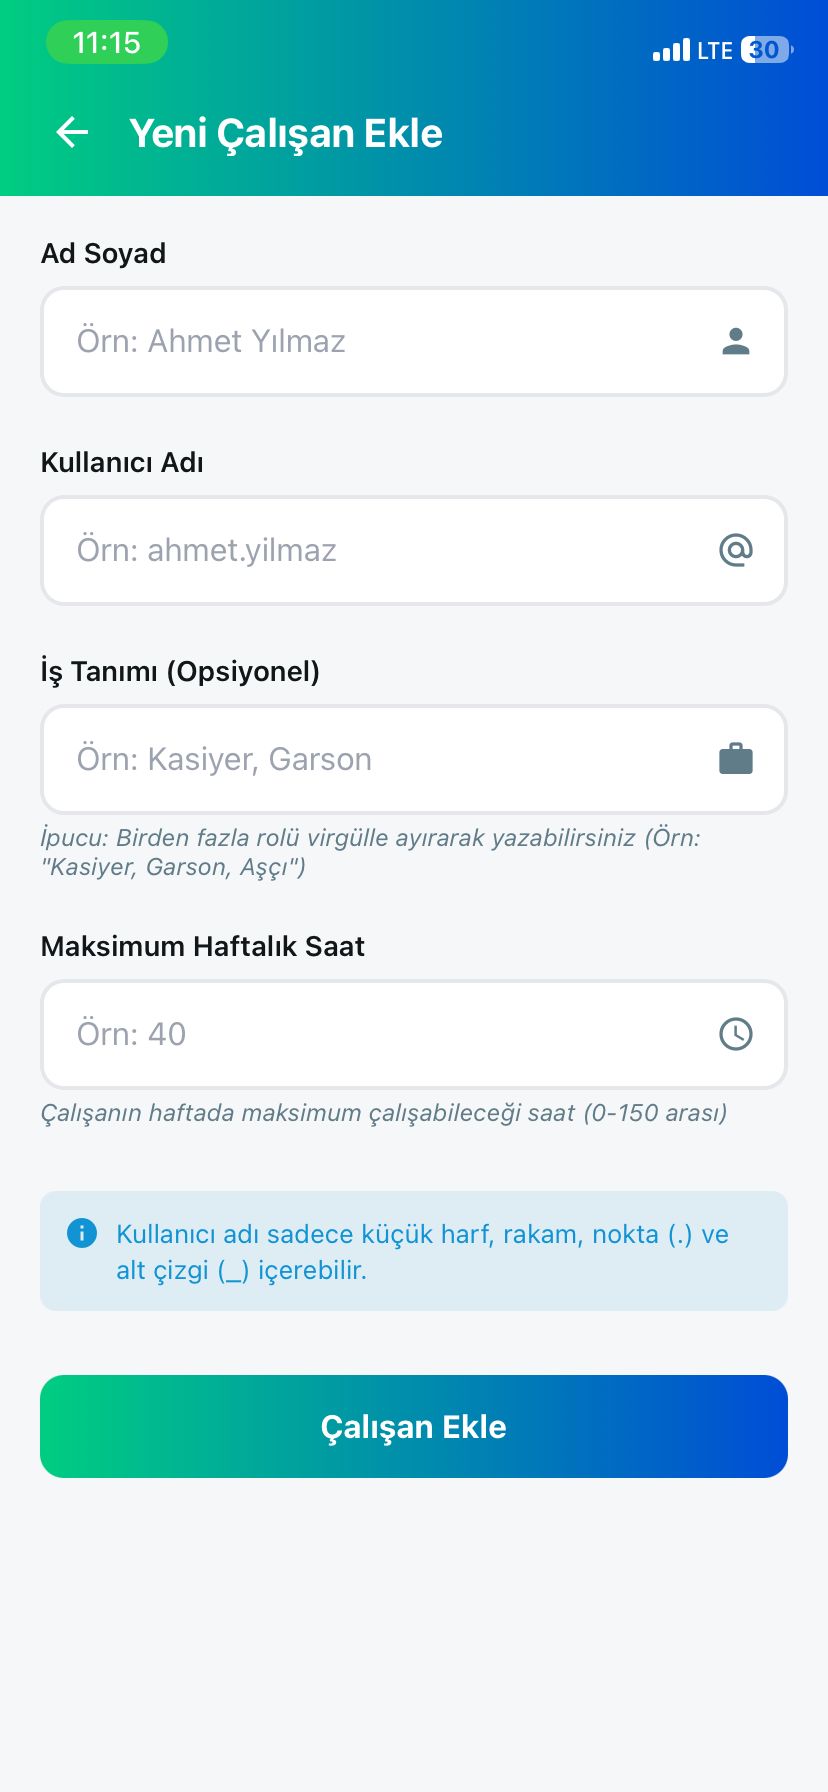 11:15
LTE 30
Yeni Çalışan Ekle
Ad Soyad
Örn: Ahmet Yılmaz
Kullanıcı Adı
Örn: ahmet.yilmaz
İş Tanımı (Opsiyonel)
Örn: Kasiyer, Garson
İpucu: Birden fazla rolü virgülle ayırarak yazabilirsiniz (Örn:
"Kasiyer, Garson, Aşçı")
Maksimum Haftalık Saat
Örn: 40
Çalışanın haftada maksimum çalışabileceği saat (0-150 arası)
Kullanıcı adı sadece küçük harf, rakam, nokta (.) ve
alt çizgi (_) içerebilir.
Çalışan Ekle